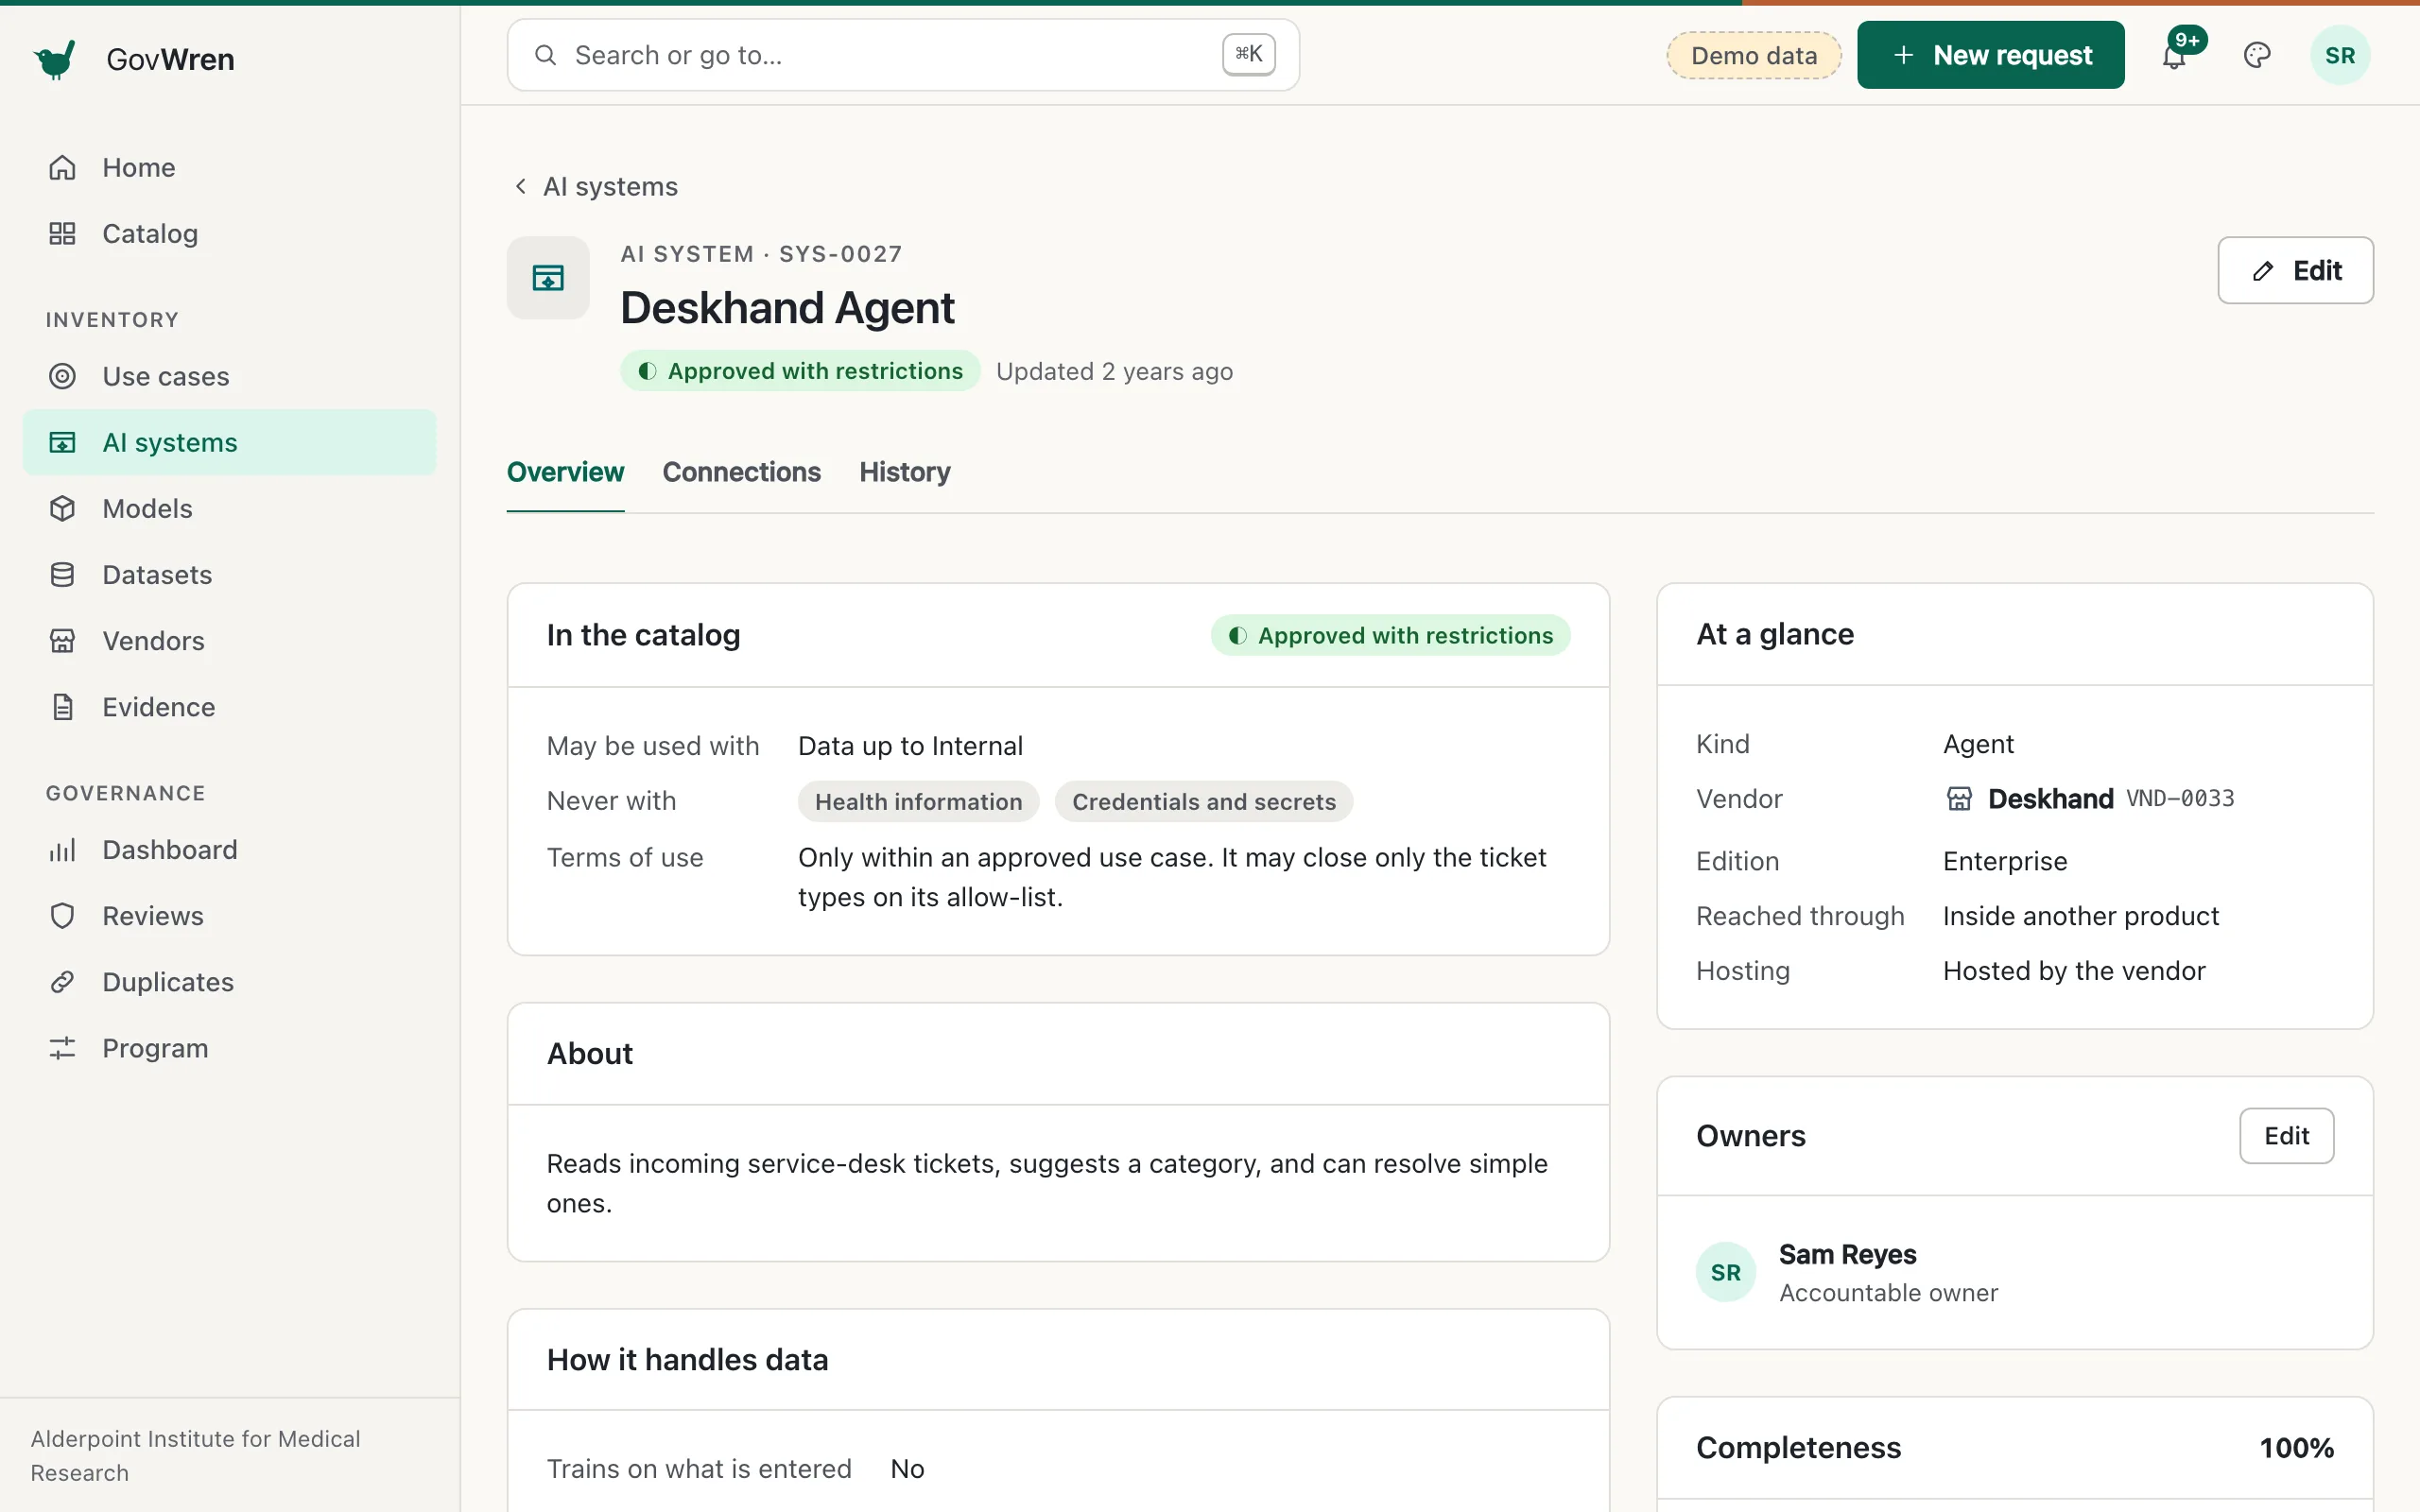 GovWren
Search or go to...
⌘K
Demo data
+ New request
9+
SR
Home
Catalog
INVENTORY
Use cases
AI systems
Models
Datasets
Vendors
Evidence
GOVERNANCE
Dashboard
Reviews
Duplicates
Program
Alderpoint Institute for Medical
Research
AI systems
AI SYSTEM · SYS-0027
Deskhand Agent
Approved with restrictions
Updated 2 years ago
Edit
Overview
Connections
History
In the catalog
Approved with restrictions
May be used with
Data up to Internal
Never with
Health information
Credentials and secrets
Terms of use
Only within an approved use case. It may close only the ticket
types on its allow-list.
About
Reads incoming service-desk tickets, suggests a category, and can resolve simple
ones.
How it handles data
Trains on what is entered
No
At a glance
Kind
Agent
Vendor
Deskhand VND-0033
Edition
Enterprise
Reached through
Inside another product
Hosting
Hosted by the vendor
Owners
Edit
SR
Sam Reyes
Accountable owner
Completeness
100%